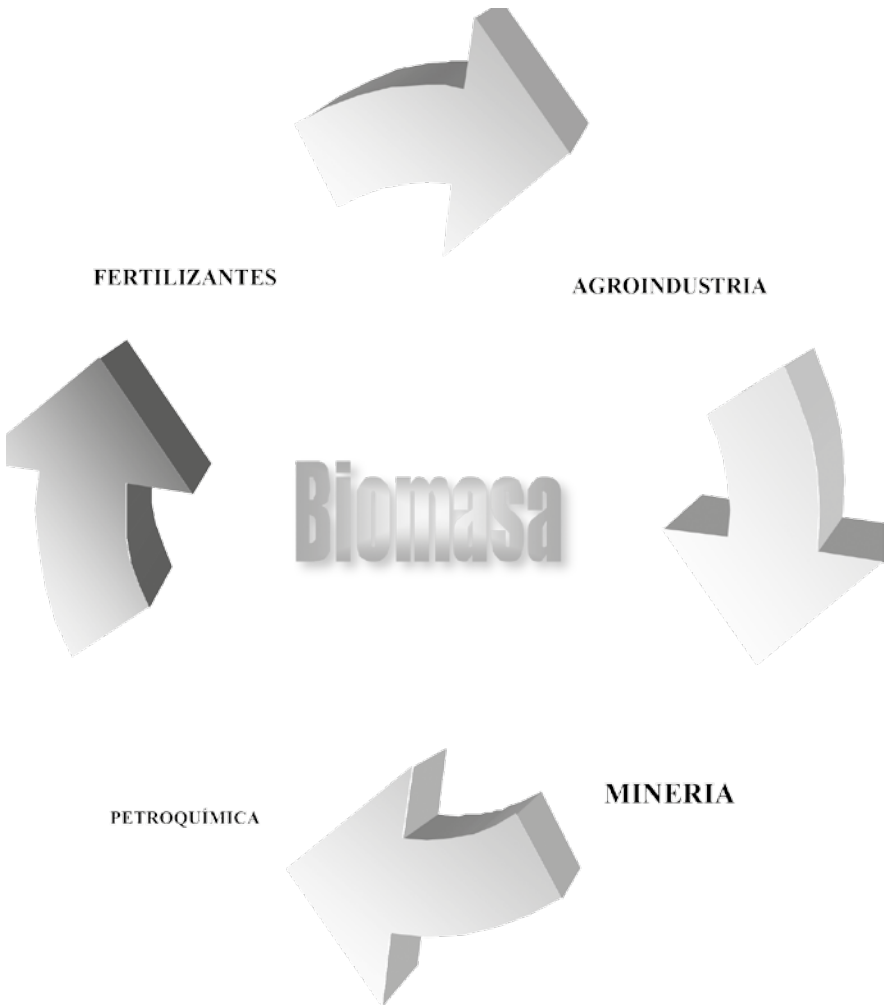 FERTILIZANTES
AGROINDUSTRIA
Biomasa
PETROQUÍMICA
MINERIA